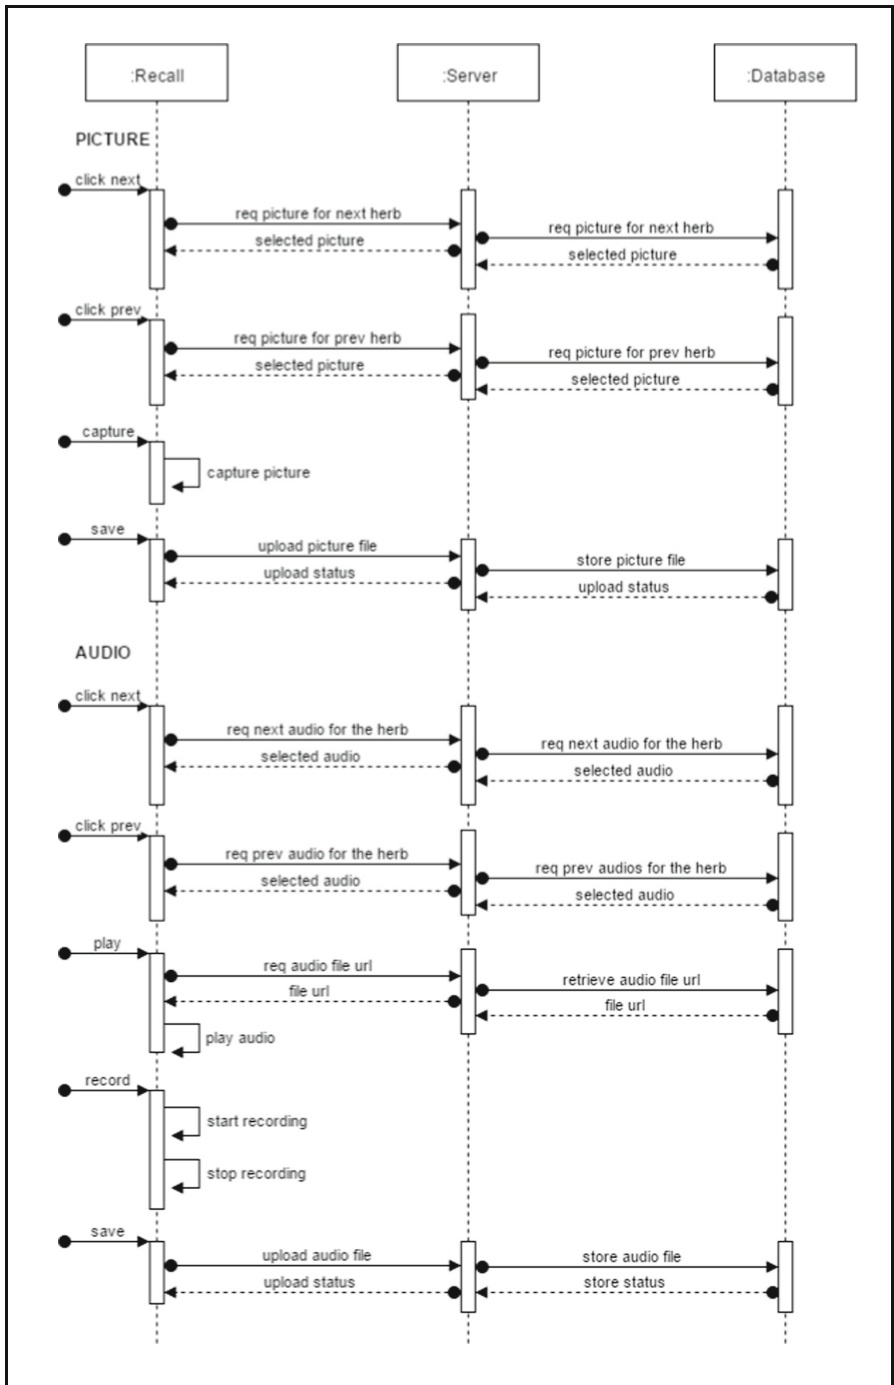 :Recall
:Server
:Database
PICTURE
click next
req picture for next herb
req picture for next herb
selected picture
selected picture
click prev
req picture for prev herb
req picture for prev herb
selected picture
selected picture
capture
capture picture
save
upload picture file
store picture file
upload status
upload status
AUDIO
click next
req next audio for the herb
req next audio for the herb
selected audio
selected audio
click prev
req prev audio for the herb
req prev audios for the herb
selected audio
selected audio
play
req audio file url
retrieve audio file url
file url
file url
play audio
record
start recording
stop recording
save
upload audio file
store audio file
upload status
store status